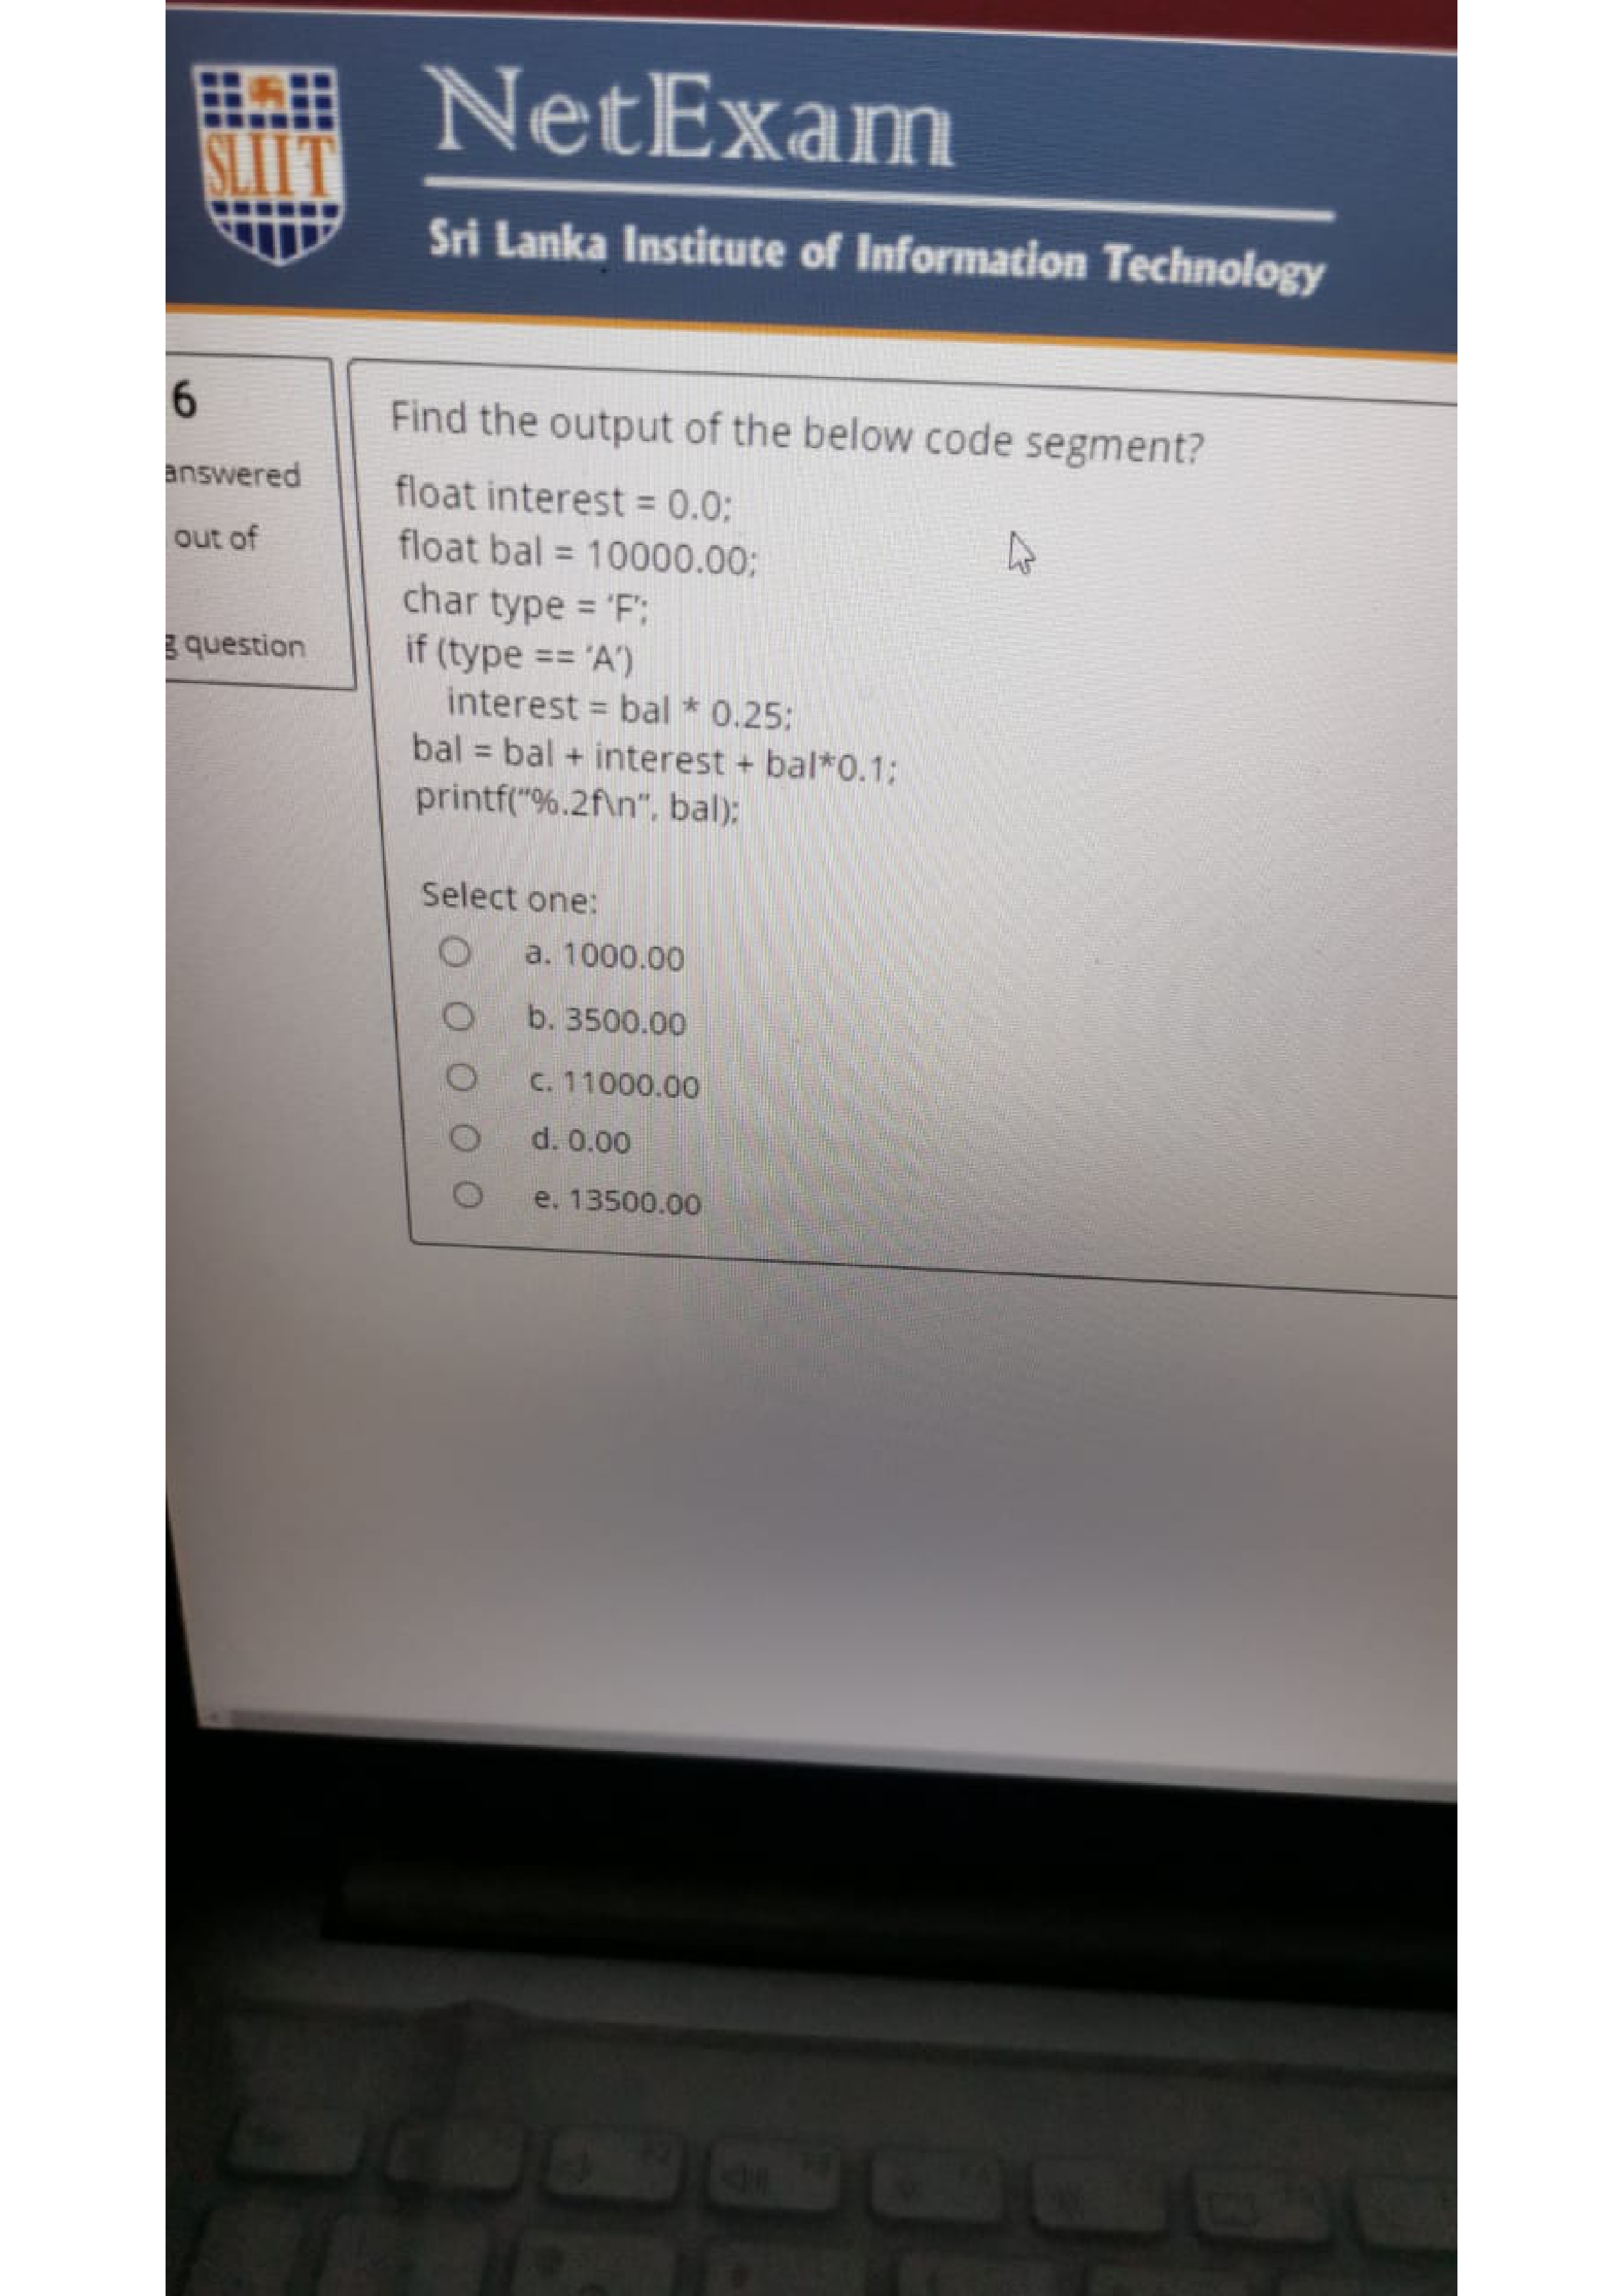 SLIIT
NetExam
Sri Lanka Institute of Information Technology
6
answered
out of
question
Find the output of the below code segment?
float interest = 0.0;
float bal = 10000.00;
char type = ‘F’;
if (type == ‘A’)
interest = bal * 0.25;
bal = bal + interest + bal*0.1;
printf(“%.2f\n”, bal);
Select one:
a. 1000.00
b. 3500.00
c. 11000.00
d. 0.00
e. 13500.00